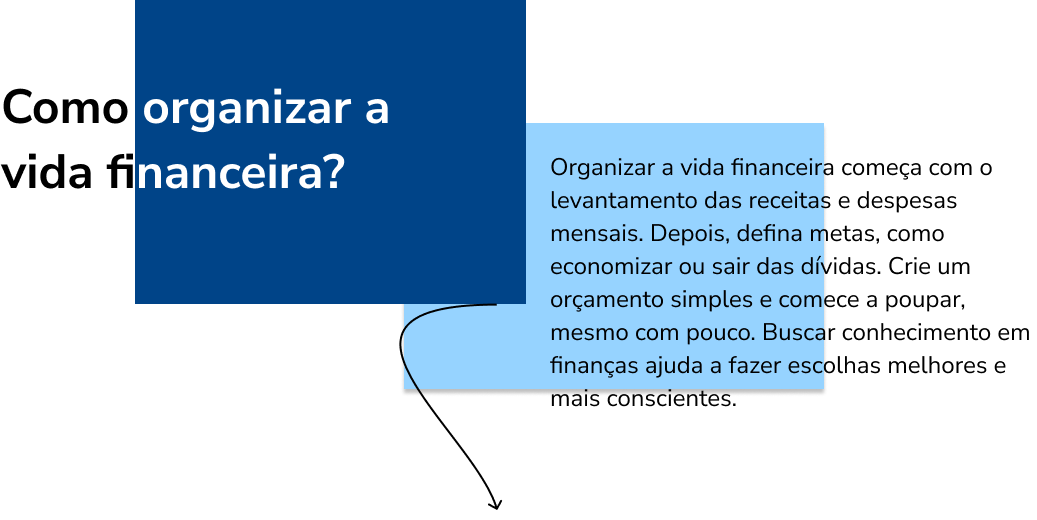 Como organizar a
vida financeira?
Organizar a vida financeira começa com o
levantamento das receitas e despesas
mensais. Depois, defina metas, como
economizar ou sair das dívidas. Crie um
orçamento simples e comece a poupar,
mesmo com pouco. Buscar conhecimento em
finanças ajuda a fazer escolhas melhores e
mais conscientes.